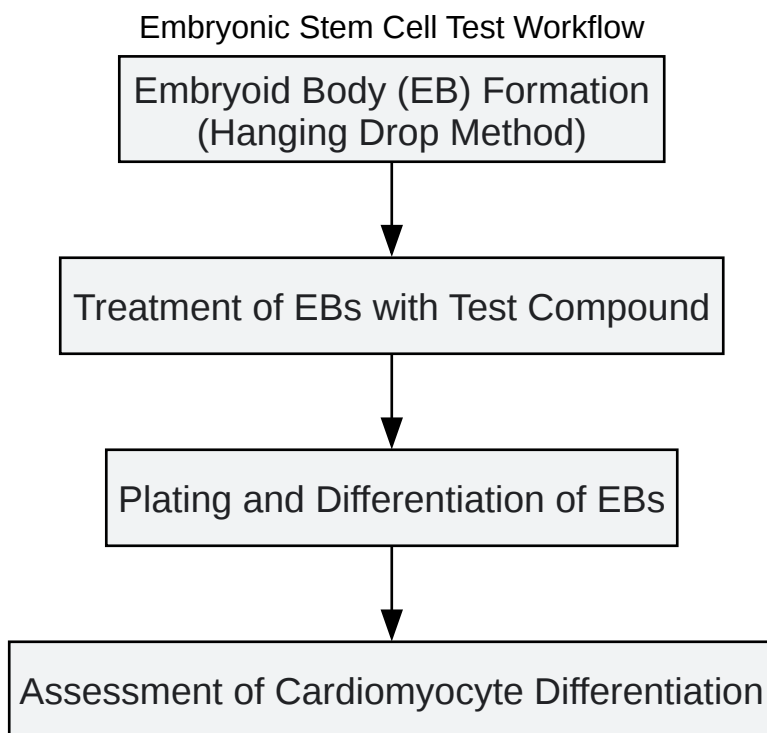 Embryonic Stem Cell Test Workflow
Embryoid Body (EB) Formation
(Hanging Drop Method)
Treatment of EBs with Test Compound
Plating and Differentiation of EBs
Assessment of Cardiomyocyte Differentiation